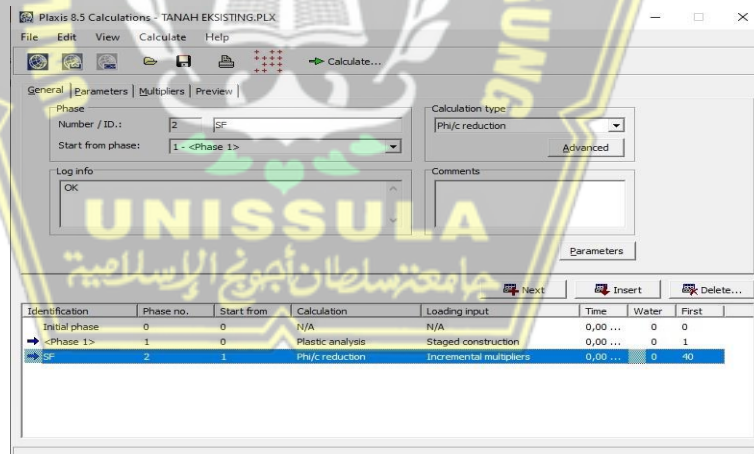 Plaxis 8.5 Calculations - TANAH EKSISTING.PLX
File Edit View Calculate Help
Calculate...
General Parameters Multipliers Preview
Phase
Number / ID.: 2 SF
Start from phase: 1 - <Phase 1>
Calculation type
Phi/c reduction
Advanced
Log info
OK
Comments
Parameters
UNISSULA
جامعتسلطان أجونج الإسلامية
Next Insert Delete...
Identification Phase no. Start from Calculation Loading input Time Water First
Initial phase 0 0 N/A N/A 0,00 ... 0 0
<Phase 1> 1 0 Plastic analysis Staged construction 0,00 ... 0 1
SF 2 1 Phi/c reduction Incremental multipliers 0,00 ... 0 40